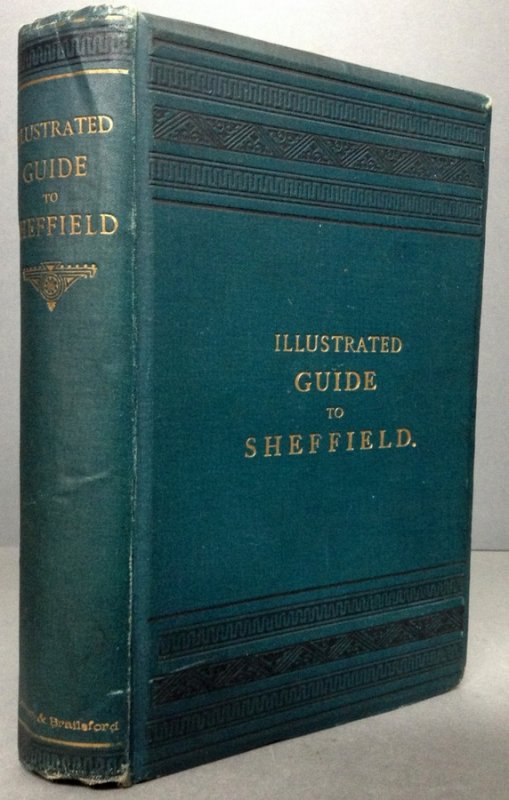 ILLUSTRATED
GUIDE
TO
SHEFFIELD
& Brailsford
ILLUSTRATED
GUIDE
TO
SHEFFIELD.